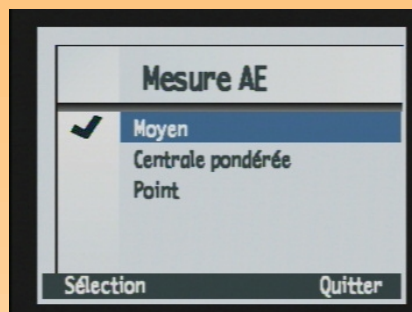 Mesure AE
Moyen
Centrale pondérée
Point
Sélection Quitter